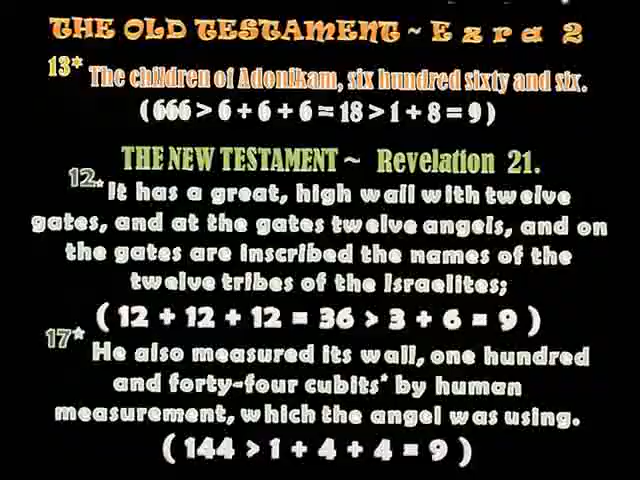 THE OLD TESTAMENT ~ E z r a 2
13* The children of Adonikam, six hundred sixty and six.
( 666 > 6 + 6 + 6 = 18 > 1 + 8 = 9 )
THE NEW TESTAMENT ~ Revelation 21.
12* It has a great, high wall with twelve
gates, and at the gates twelve angels, and on
the gates are inscribed the names of the
twelve tribes of the Israelites;
( 12 + 12 + 12 = 36 > 3 + 6 = 9 )
17* He also measured its wall, one hundred
and forty-four cubits* by human
measurement, which the angel was using.
( 144 > 1 + 4 + 4 = 9 )